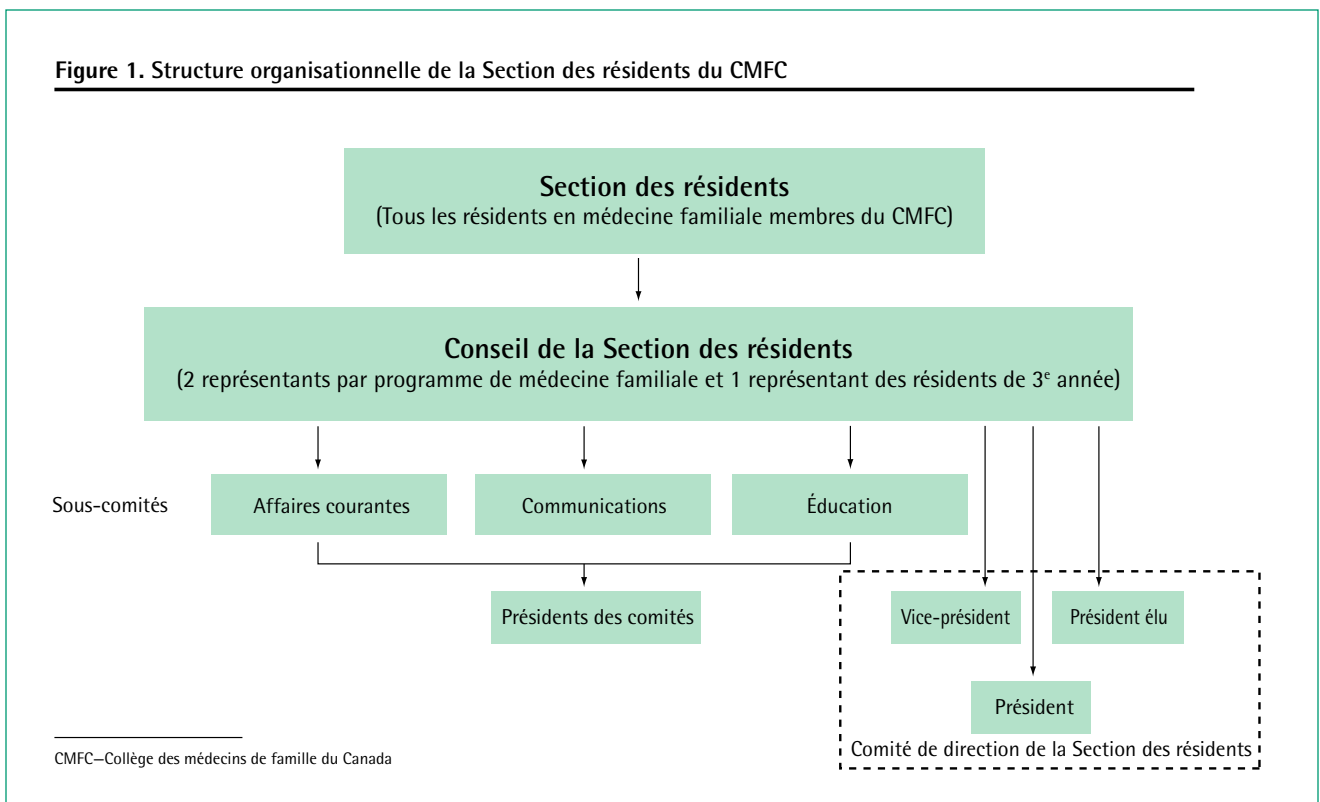 Figure 1. Structure organisationnelle de la Section des résidents du CMFC
Section des résidents
(Tous les résidents en médecine familiale membres du CMFC)
Conseil de la Section des résidents
(2 représentants par programme de médecine familiale et 1 représentant des résidents de 3e année)
Sous-comités
Affaires courantes
Communications
Éducation
Présidents des comités
Vice-président
Président élu
Président
Comité de direction de la Section des résidents
CMFC—Collège des médecins de famille du Canada